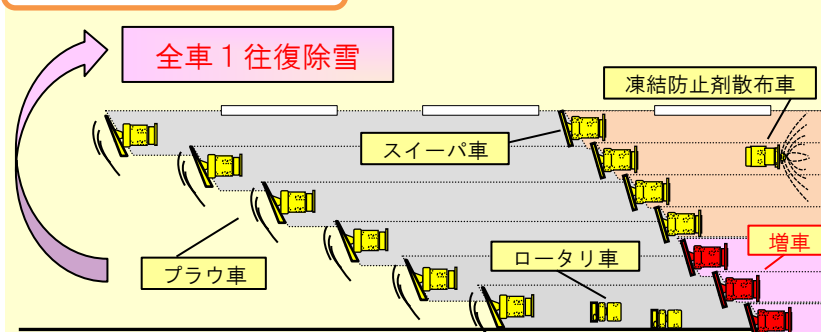 全車１往復除雪
凍結防止剤散布車
スイーパ車
増車
ロータリ車
プラウ車